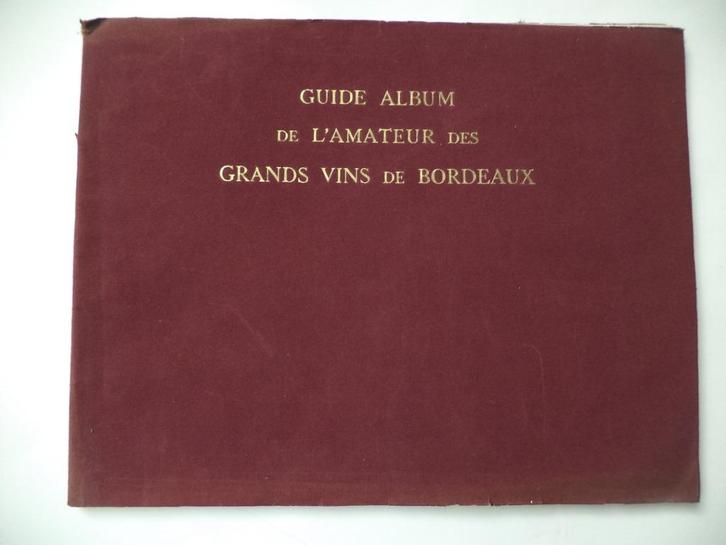 GUIDE ALBUM
DE L'AMATEUR DES
GRANDS VINS DE BORDEAUX